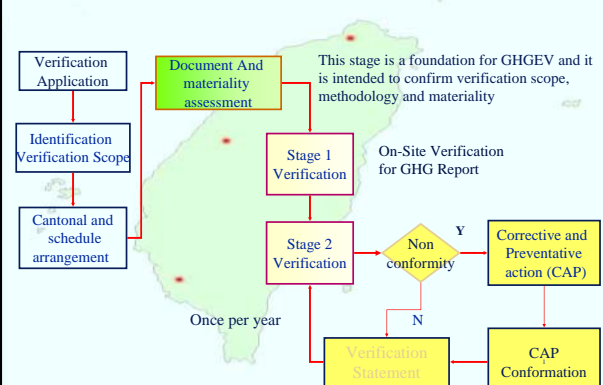 Verification
Application
Identification
Verification Scope
Cantonal and
schedule
arrangement
Document And
materiality
assessment
This stage is a foundation for GHGEV and it
is intended to confirm verification scope,
methodology and materiality
Stage 1
Verification
On-Site Verification
for GHG Report
Stage 2
Verification
Non
conformity
Y
Corrective and
Preventative
action (CAP)
N
Once per year
Verification
Statement
CAP
Conformation